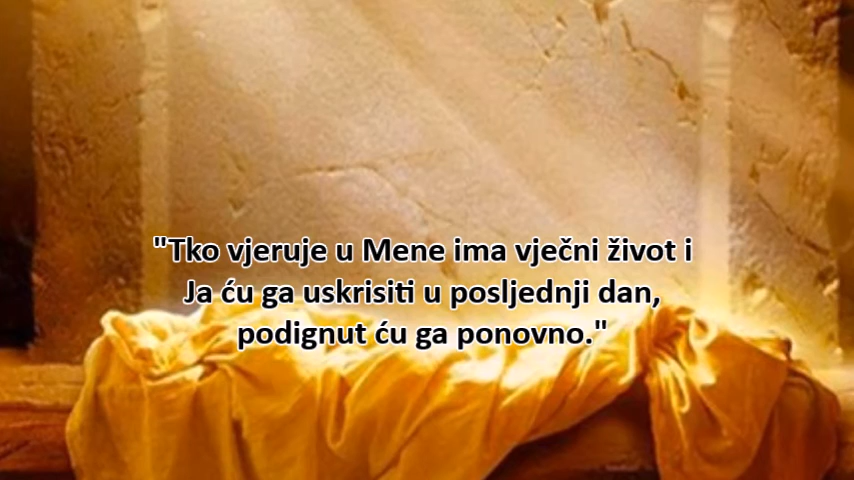 "Tko vjeruje u Mene ima vječni život i
Ja ću ga uskrisiti u posljednji dan,
podignut ću ga ponovno."